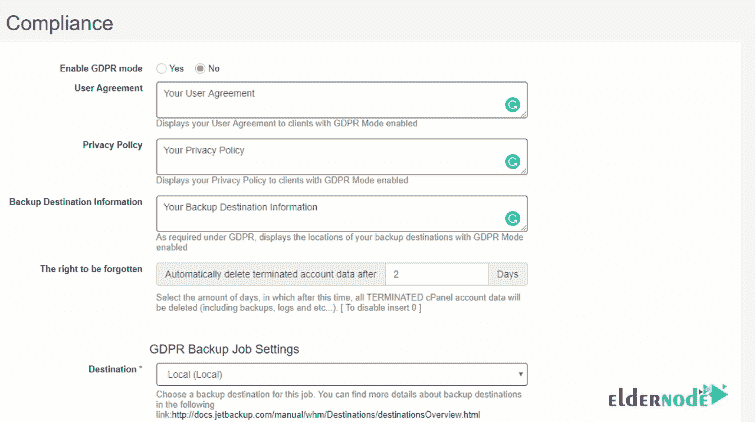 Compliance
Enable GDPR mode Yes No
User Agreement Your User Agreement
Displays your User Agreement to clients with GDPR Mode enabled
Privacy Policy Your Privacy Policy
Displays your Privacy Policy to clients with GDPR Mode enabled
Backup Destination Information Your Backup Destination Information
As required under GDPR, displays the locations of your backup destinations with GDPR Mode
enabled
The right to be forgotten Automatically delete terminated account data after 2 Days
Select the amount of days, in which after this time, all TERMINATED cPanel account data will
be deleted (including backups, logs and etc...). [ To disable insert 0 ]
GDPR Backup Job Settings
Destination * Local (Local)
Choose a backup destination for this job. You can find more details about backup destinations
in the following
link:http://docs.jetbackup.com/manual/whm/Destinations/destinationsOverview.html
elderNode